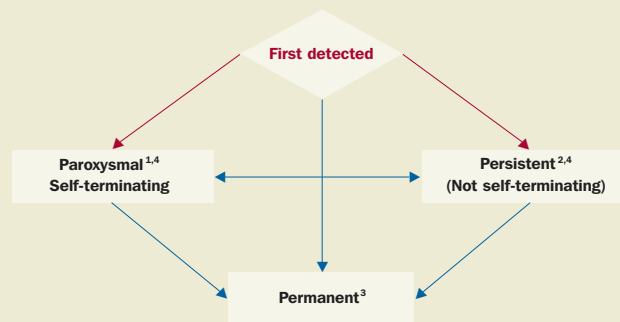 First detected
Paroxysmal 1,4
Self-terminating
Persistent 2,4
(Not self-terminating)
Permanent 3